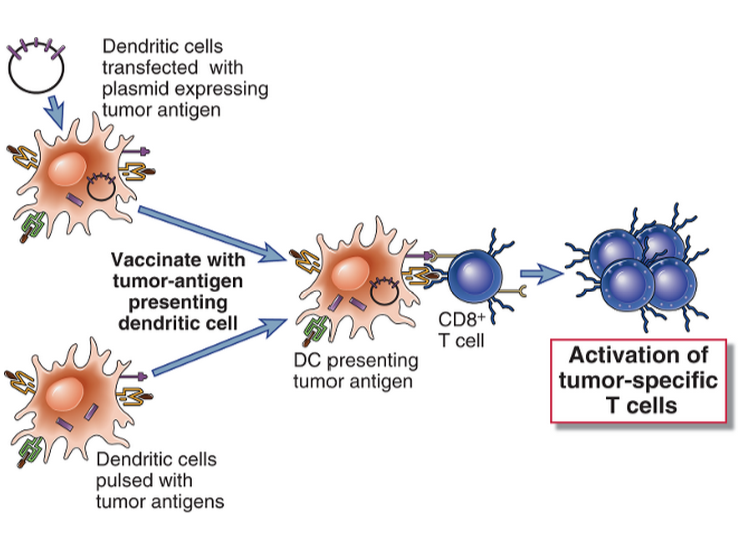 Dendritic cells
transfected with
plasmid expressing
tumor antigen
Vaccinate with
tumor-antigen
presenting
dendritic cell
CD8+
T cell
DC presenting
tumor antigen
Activation of
tumor-specific
T cells
Dendritic cells
pulsed with
tumor antigens